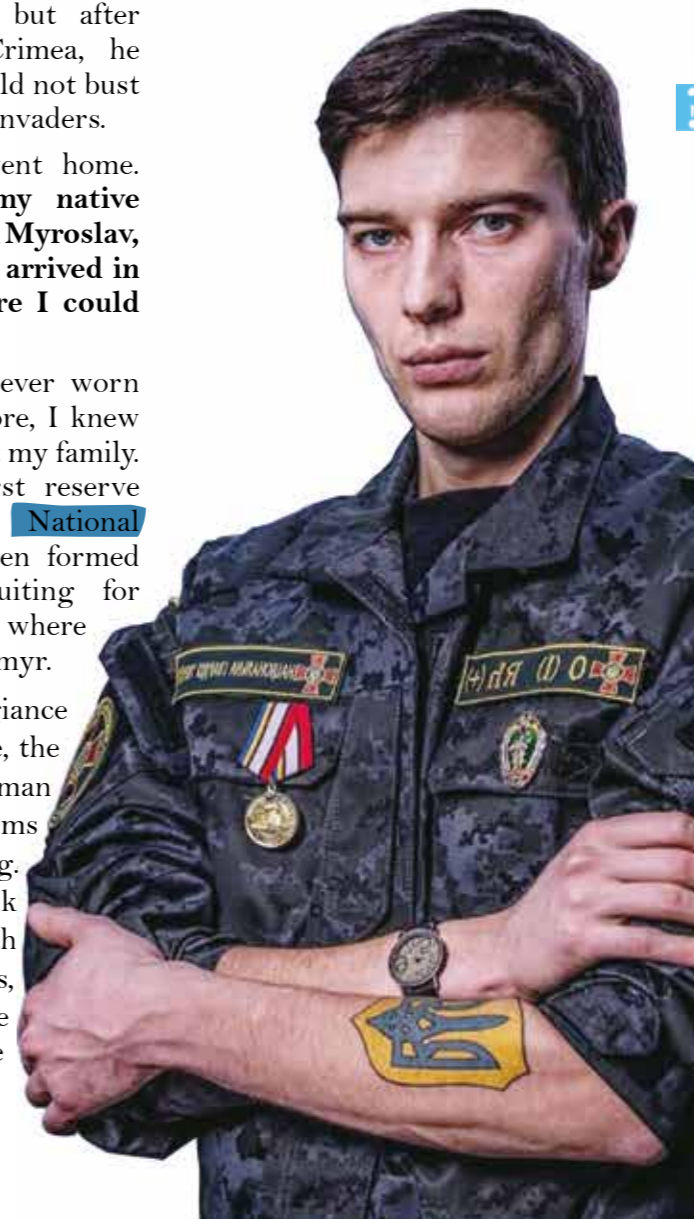 but after
Crimea, he
ld not bust
nvaders.
ent home.
my native
Myroslav,
arrived in
re I could
ever worn
ore, I knew
my family.
rst reserve
National
en formed
uiting for
where
myr.
riance
e, the
man
ms
g.
k
h
s,
e
e
O (I) Rh (+)